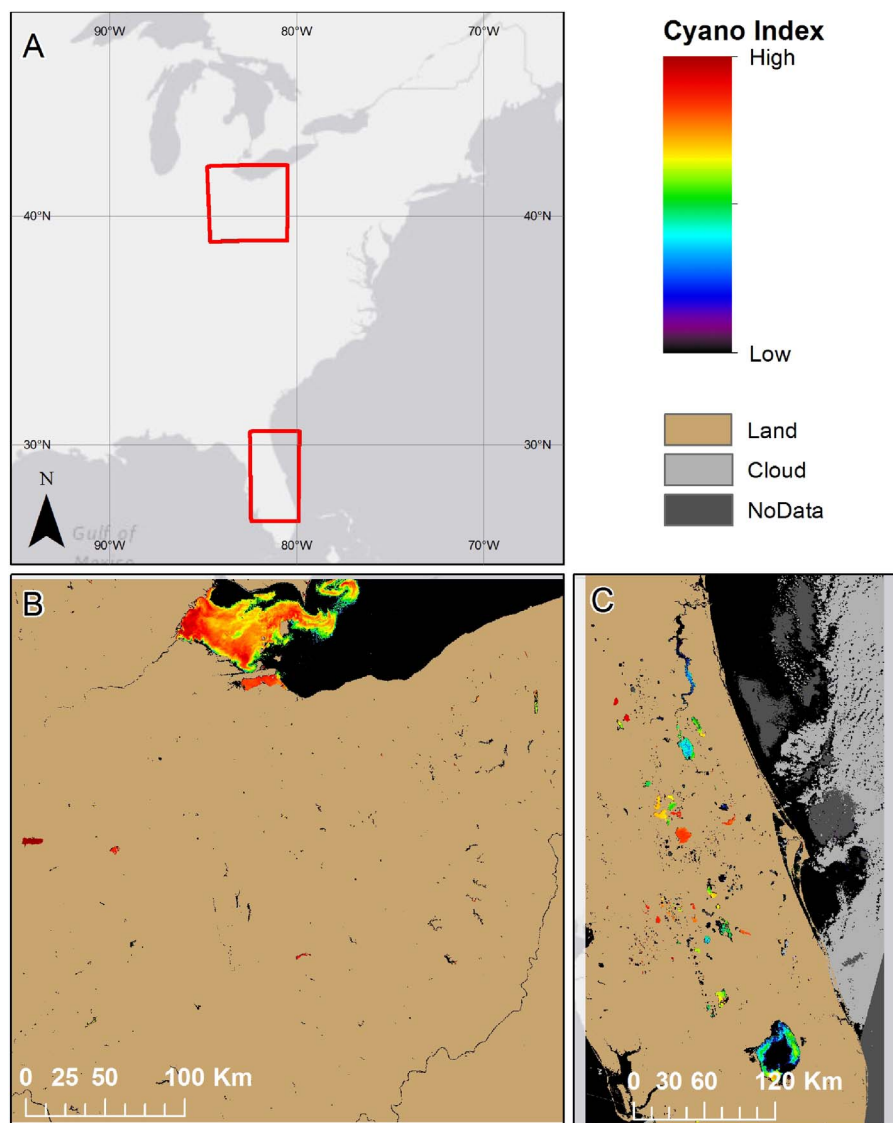 A
90°W 80°W 70°W
40°N 40°N
30°N 30°N
N
Gulf of
Mexico
90°W 80°W 70°W
Cyano Index
High
Low
Land
Cloud
NoData
B
0 25 50 100 Km
C
0 30 60 120 Km